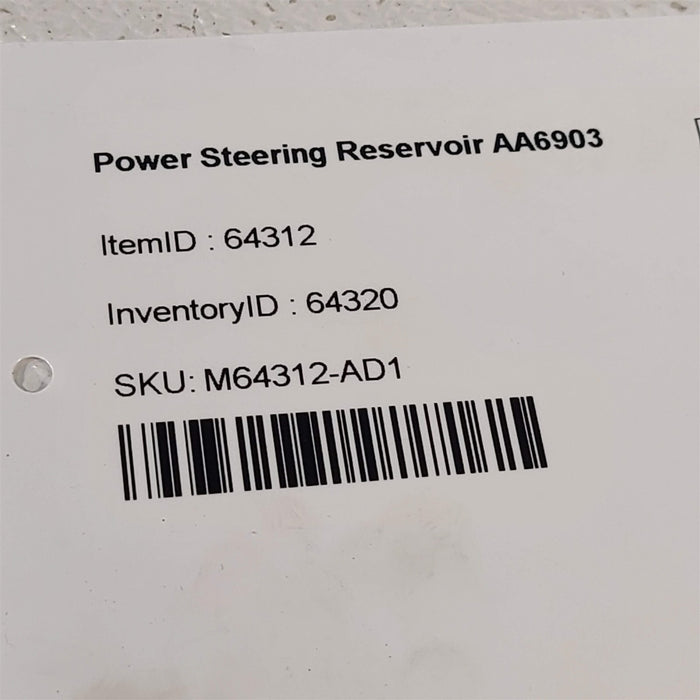 Power Steering Reservoir AA6903
ItemID : 64312
InventoryID : 64320
SKU: M64312-AD1